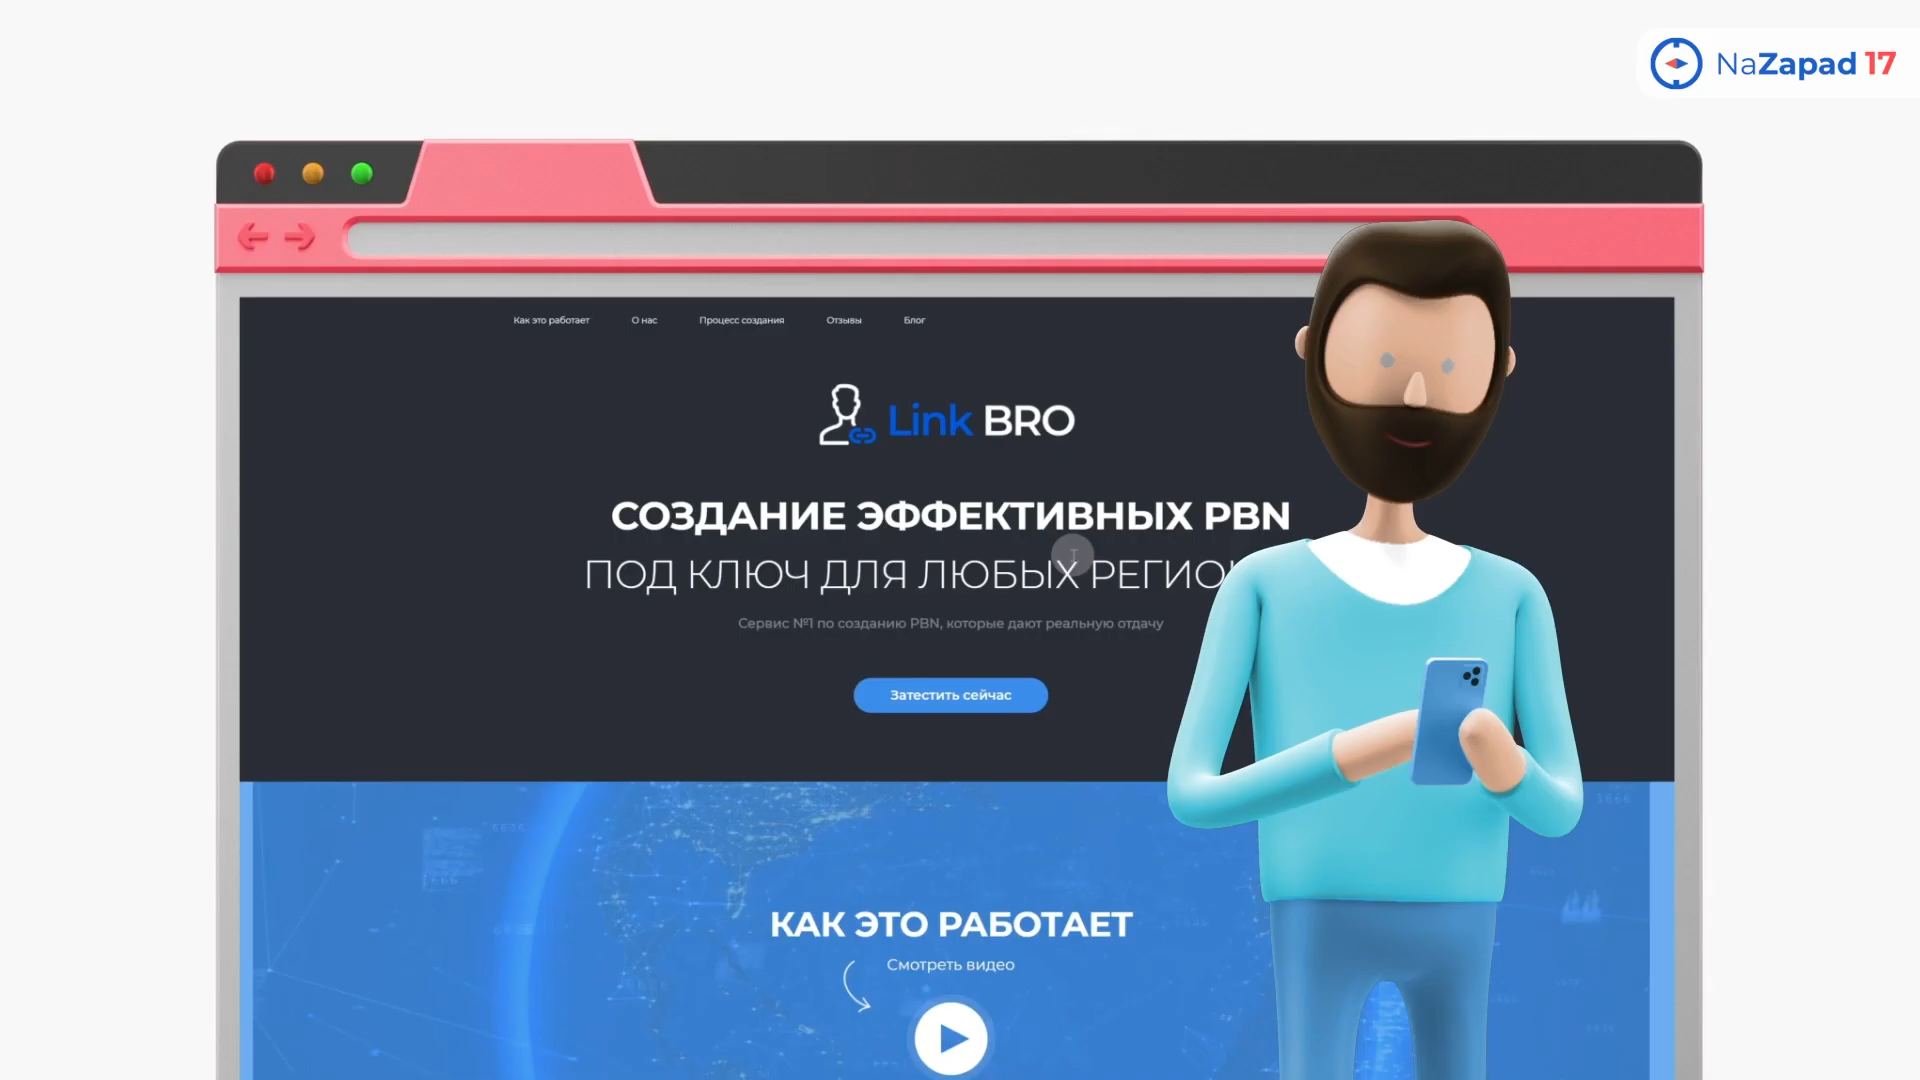 NaZapad 17
Как это работает
О нас
Процесс создания
Отзывы
Блог
Link BRO
СОЗДАНИЕ ЭФФЕКТИВНЫХ PBN
ПОД КЛЮЧ ДЛЯ ЛЮБЫХ
Сервис №1 по созданию PBN, которые дают реальную отдачу
Затестить сейчас
КАК ЭТО РАБОТАЕТ
Смотреть видео